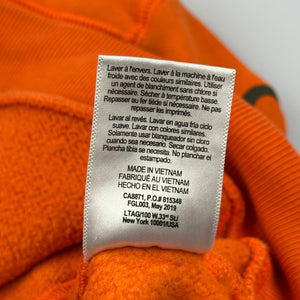 Laver à l'envers. Laver à la machine à l'eau
froide avec des couleurs similaires. Utiliser
un agent de blanchiment sans chlore si
nécessaire. Sécher à température basse.
Repasser au fer tiède si nécessaire. Ne pas
repasser les imprimés.
Lavar al revés. Lavar en agua fría ciclo
suave. Lavar con colores similares.
Solamente usar blanqueador sin cloro
cuando sea necesario. Secar a máquina.
Plancha tibia se necesita. No planchar el
estampado.
MADE IN VIETNAM
FABRIQUÉ AU VIETNAM
HECHO EN EL VIETNAM
CA8871, P.O.# 815348
FGL003, May 2019
LTAG/100 W.33rd St/
New York 10001/USA